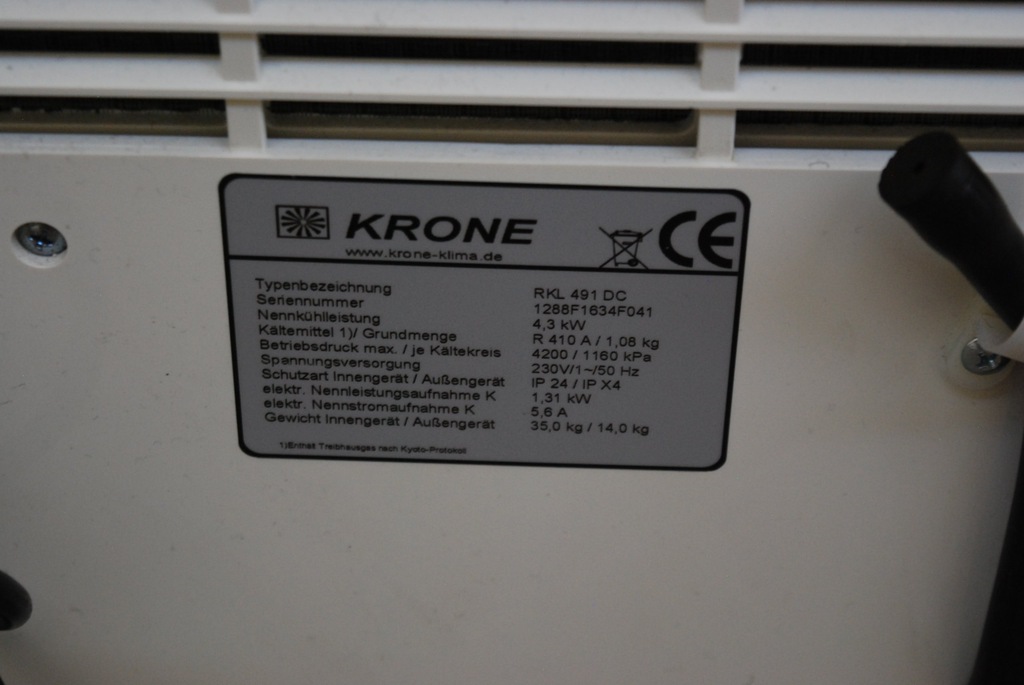 KRONE
www.krone-klima.de
CE
Typenbezeichnung RKL 491 DC
Seriennummer 1288F1634F041
Nennkühlleistung 4,3 kW
Kältemittel 1)/ Grundmenge R 410 A / 1,08 kg
Betriebsdruck max. / je Kältekreis 4200 / 1160 kPa
Spannungsversorgung 230V/1~/50 Hz
Schutzart Innengerät / Außengerät IP 24 / IP X4
elektr. Nennleistungsaufnahme K 1,31 kW
elektr. Nennstromaufnahme K 5,6 A
Gewicht Innengerät / Außengerät 35,0 kg / 14,0 kg
1)Enthält Treibhausgas nach Kyoto-Protokoll